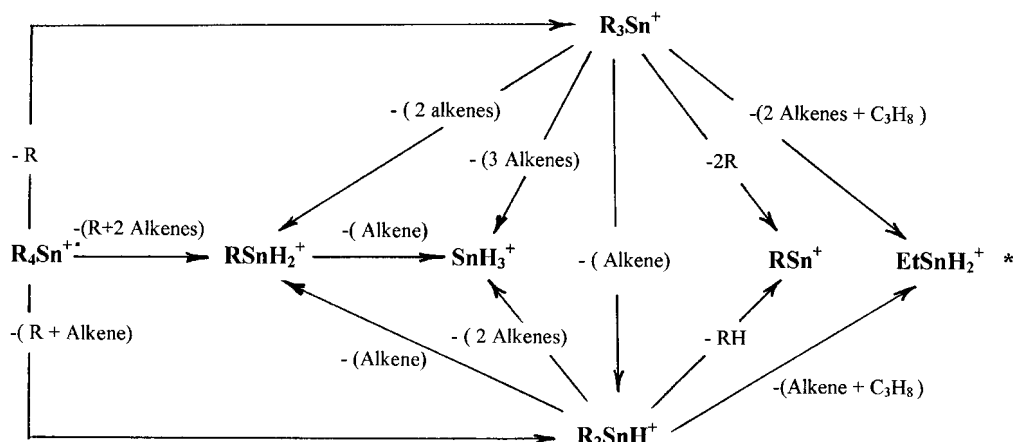 R₃Sn⁺
- ( 2 alkenes)
-(2 Alkenes + C₃H₈ )
- R
- (3 Alkenes)
-2R
-(R+2 Alkenes)
-( Alkene)
R₄Sn⁺·
RSnH₂⁺
SnH₃⁺
- ( Alkene)
RSn⁺
EtSnH₂⁺ *
-( R + Alkene)
- (Alkene)
- ( 2 Alkenes)
- RH
-(Alkene + C₃H₈ )
R₂SnH⁺